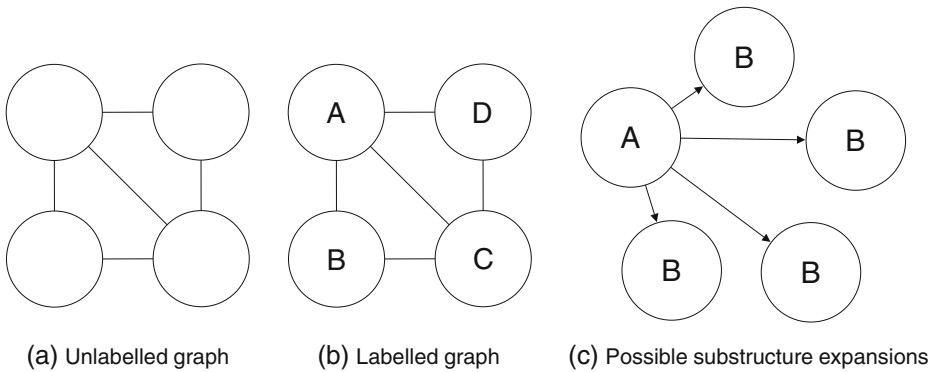 A D
B C
B
A
B
B
B
(a) Unlabelled graph
(b) Labelled graph
(c) Possible substructure expansions